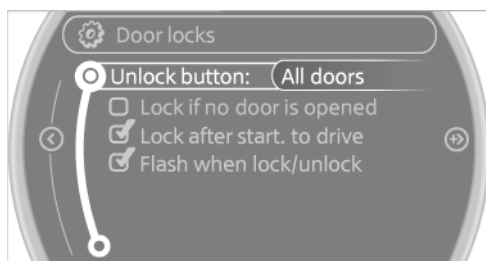 Door locks
Unlock button: All doors
Lock if no door is opened
Lock after start. to drive
Flash when lock/unlock